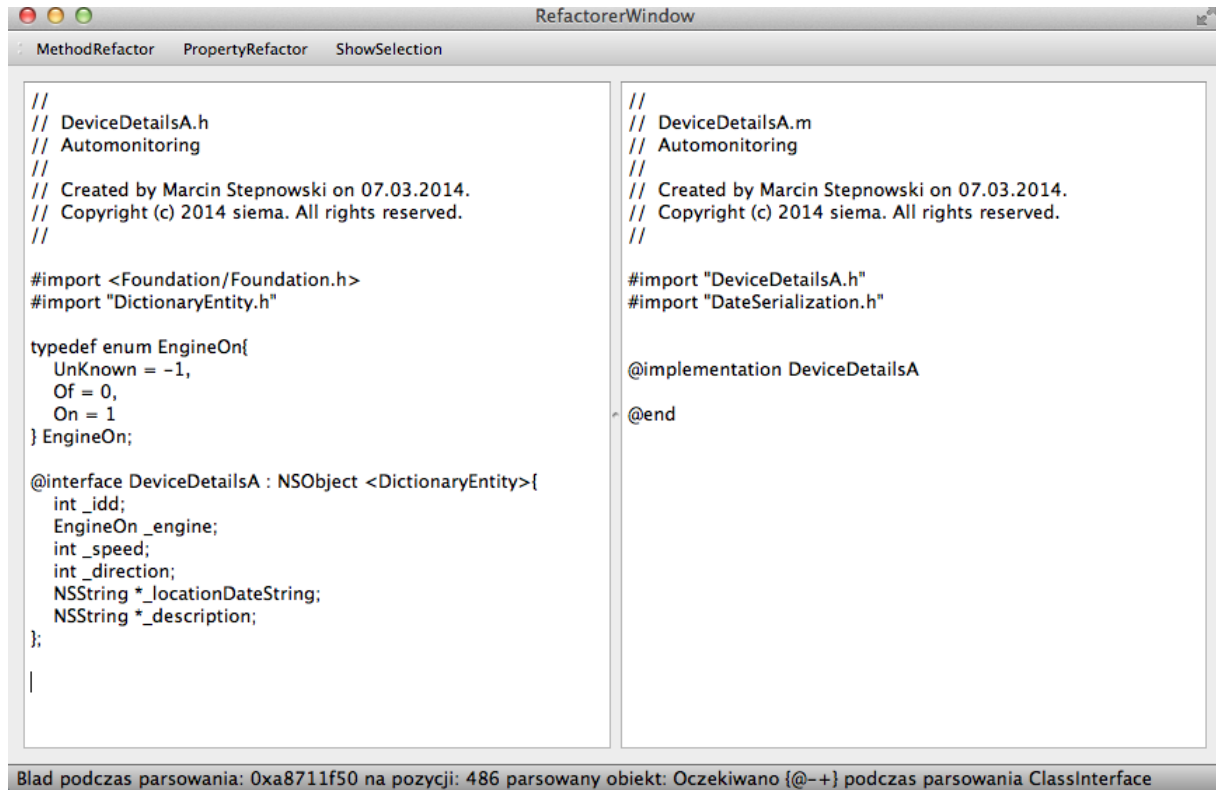 RefactorerWindow
MethodRefactor PropertyRefactor ShowSelection
//
// DeviceDetailsA.h
// Automonitoring
//
// Created by Marcin Stepnowski on 07.03.2014.
// Copyright (c) 2014 siema. All rights reserved.
//
#import <Foundation/Foundation.h>
#import "DictionaryEntity.h"
typedef enum EngineOn{
UnKnown = -1,
Of = 0,
On = 1
} EngineOn;
@interface DeviceDetailsA : NSObject <DictionaryEntity>{
int _idd;
EngineOn _engine;
int _speed;
int _direction;
NSString *_locationDateString;
NSString *_description;
};
//
// DeviceDetailsA.m
// Automonitoring
//
// Created by Marcin Stepnowski on 07.03.2014.
// Copyright (c) 2014 siema. All rights reserved.
//
#import "DeviceDetailsA.h"
#import "DateSerialization.h"
@implementation DeviceDetailsA
@end
Blad podczas parsowania: 0xa8711f50 na pozycji: 486 parsowany obiekt: Oczekiwano {@-+} podczas parsowania ClassInterface